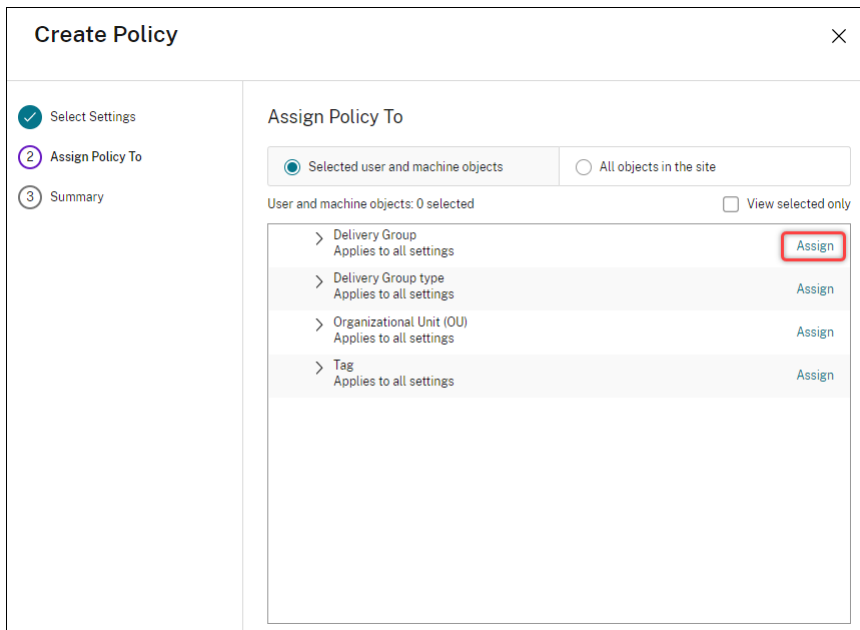 Create Policy
Select Settings
2 Assign Policy To
3 Summary
Assign Policy To
Selected user and machine objects
All objects in the site
User and machine objects: 0 selected
View selected only
Delivery Group
Applies to all settings
Assign
Delivery Group type
Applies to all settings
Assign
Organizational Unit (OU)
Applies to all settings
Assign
Tag
Applies to all settings
Assign